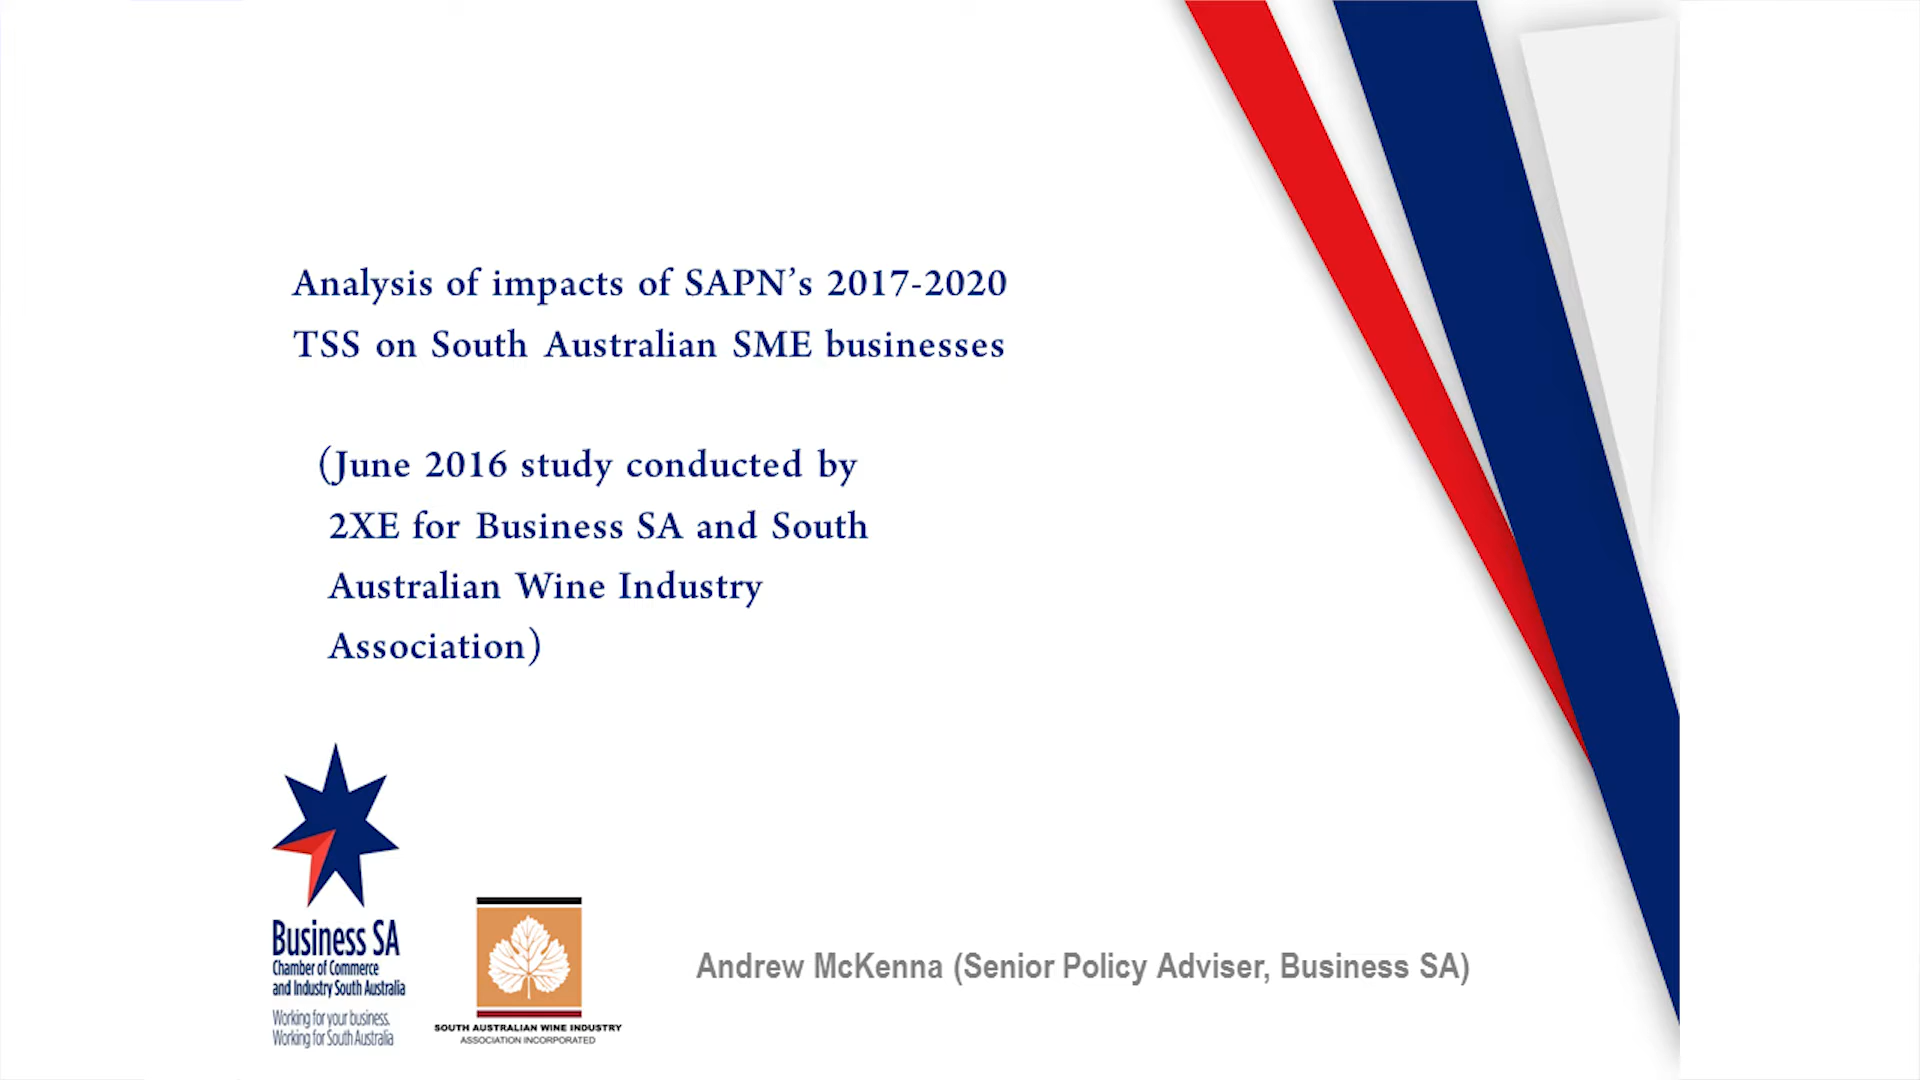 Analysis of impacts of SAPN’s 2017-2020
TSS on South Australian SME businesses
(June 2016 study conducted by
2XE for Business SA and South
Australian Wine Industry
Association)
Business SA
Chamber of Commerce
and Industry South Australia
Working for your business.
Working for South Australia
SOUTH AUSTRALIAN WINE INDUSTRY
ASSOCIATION INCORPORATED
Andrew McKenna (Senior Policy Adviser, Business SA)